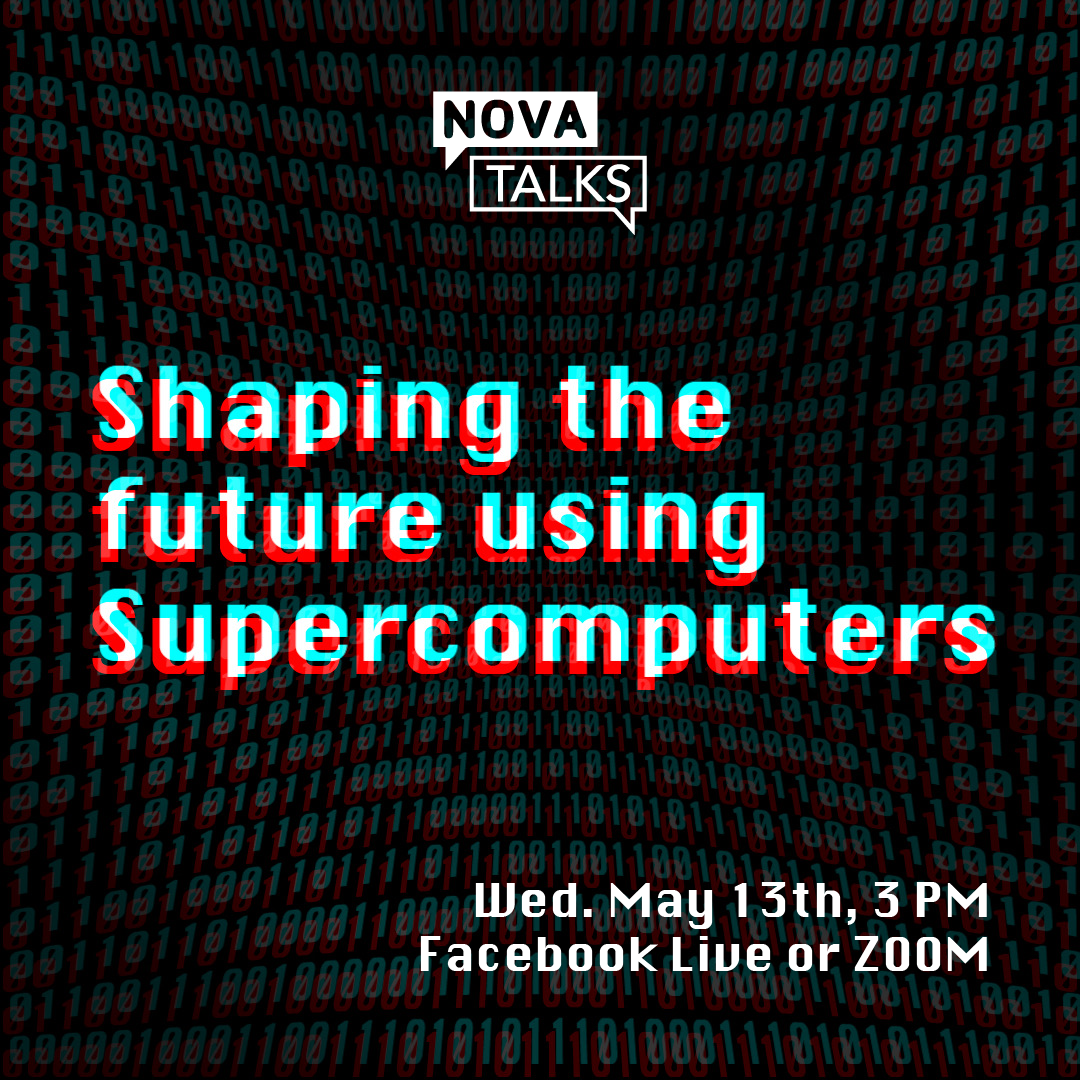 NOVA
TALKS
Shaping the
future using
Supercomputers
Wed. May 13th, 3 PM
Facebook Live or ZOOM